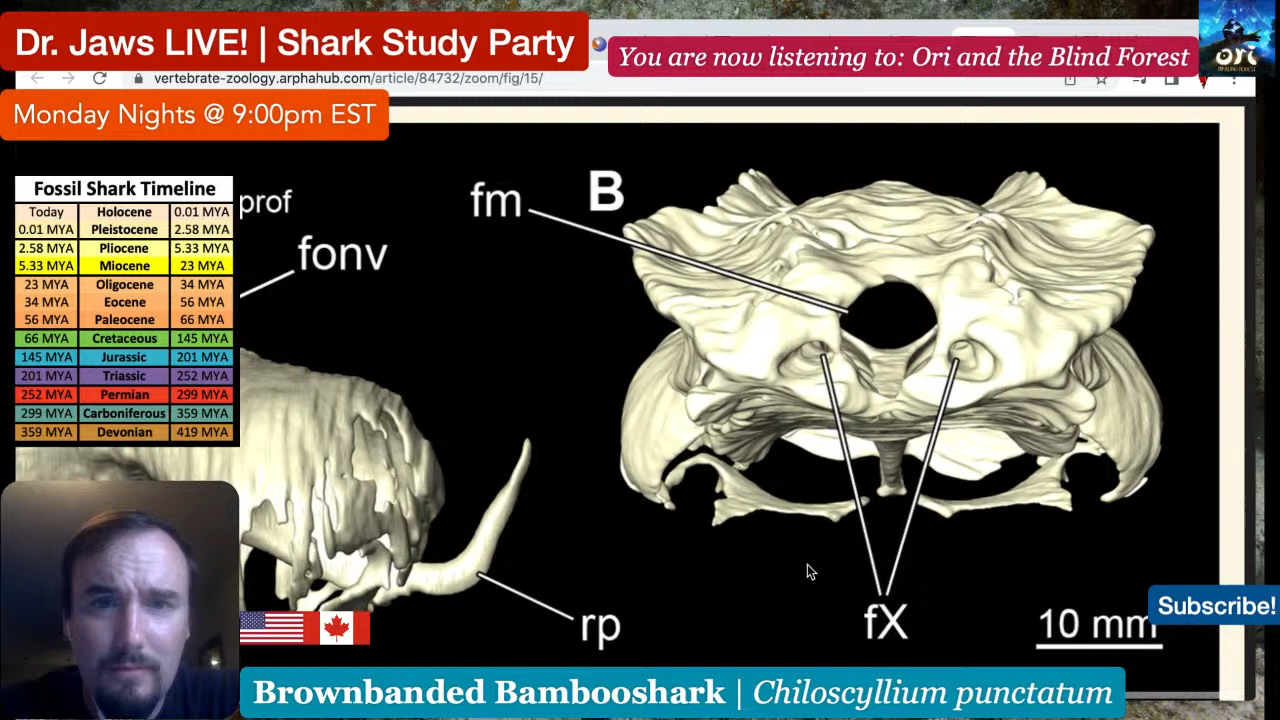 Dr. Jaws LIVE! | Shark Study Party
You are now listening to: Ori and the Blind Forest
ori
vertebrate-zoology.arphahub.com/article/84732/zoom/fig/15/
Monday Nights @ 9:00pm EST
Fossil Shark Timeline
Today Holocene 0.01 MYA
0.01 MYA Pleistocene 2.58 MYA
2.58 MYA Pliocene 5.33 MYA
5.33 MYA Miocene 23 MYA
23 MYA Oligocene 34 MYA
34 MYA Eocene 56 MYA
56 MYA Paleocene 66 MYA
66 MYA Cretaceous 145 MYA
145 MYA Jurassic 201 MYA
201 MYA Triassic 252 MYA
252 MYA Permian 299 MYA
299 MYA Carboniferous 359 MYA
359 MYA Devonian 419 MYA
prof
fonv
fm
B
rp
fX
10 mm
Subscribe!
Brownbanded Bambooshark | Chiloscyllium punctatum